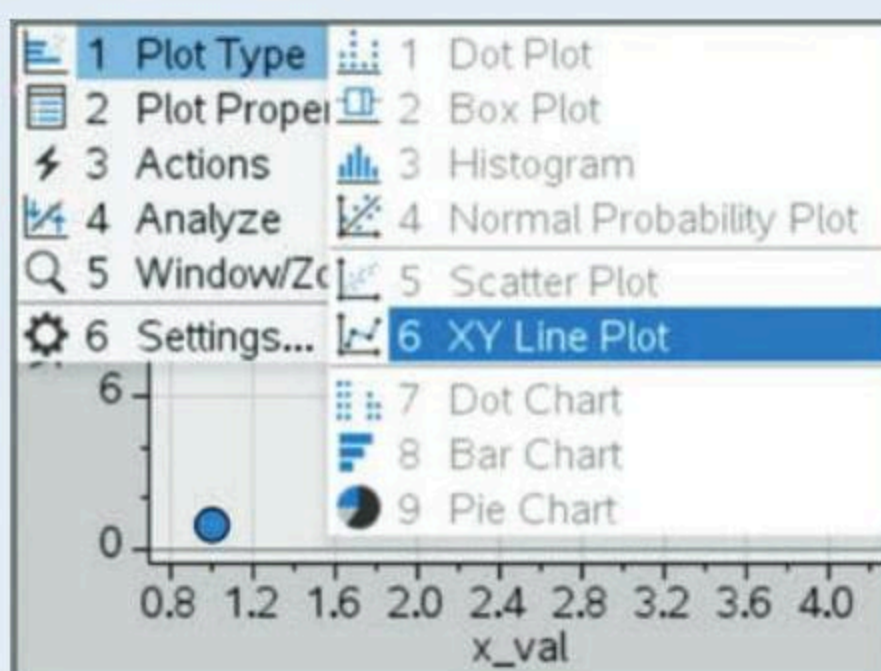 1 Plot Type
2 Plot Proper
3 Actions
4 Analyze
5 Window/Zo
6 Settings...
1 Dot Plot
2 Box Plot
3 Histogram
4 Normal Probability Plot
5 Scatter Plot
6 XY Line Plot
7 Dot Chart
8 Bar Chart
9 Pie Chart
6
0
0.8 1.2 1.6 2.0 2.4 2.8 3.2 3.6 4.0
x_val